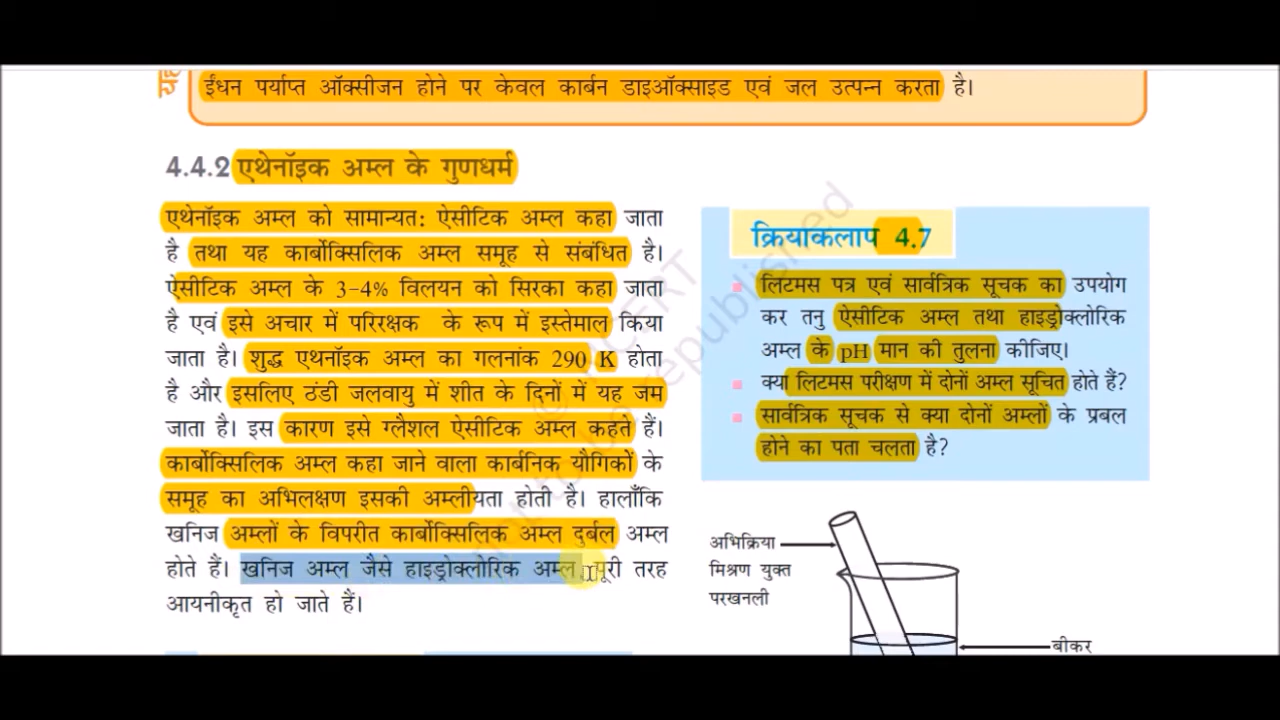 ईंधन पर्याप्त ऑक्सीजन होने पर केवल कार्बन डाइऑक्साइड एवं जल उत्पन्न करता है।
4.4.2 एथेनॉइक अम्ल के गुणधर्म
एथेनॉइक अम्ल को सामान्यत: ऐसीटिक अम्ल कहा जाता
है तथा यह कार्बोक्सिलिक अम्ल समूह से संबंधित है।
ऐसीटिक अम्ल के 3-4% विलयन को सिरका कहा जाता
है एवं इसे अचार में परिरक्षक के रूप में इस्तेमाल किया
जाता है। शुद्ध एथनॉइक अम्ल का गलनांक 290 K होता
है और इसलिए ठंडी जलवायु में शीत के दिनों में यह जम
जाता है। इस कारण इसे ग्लैशल ऐसीटिक अम्ल कहते हैं।
कार्बोक्सिलिक अम्ल कहा जाने वाला कार्बनिक यौगिकों के
समूह का अभिलक्षण इसकी अम्लीयता होती है। हालाँकि
खनिज अम्लों के विपरीत कार्बोक्सिलिक अम्ल दुर्बल अम्ल
होते हैं। खनिज अम्ल जैसे हाइड्रोक्लोरिक अम्ल, पूरी तरह
आयनीकृत हो जाते हैं।
क्रियाकलाप 4.7
लिटमस पत्र एवं सार्वत्रिक सूचक का उपयोग
कर तनु ऐसीटिक अम्ल तथा हाइड्रोक्लोरिक
अम्ल के pH मान की तुलना कीजिए।
क्या लिटमस परीक्षण में दोनों अम्ल सूचित होते हैं?
सार्वत्रिक सूचक से क्या दोनों अम्लों के प्रबल
होने का पता चलता है?
अभिक्रिया
मिश्रण युक्त
परखनली
बीकर
© NCERT
not to be republished